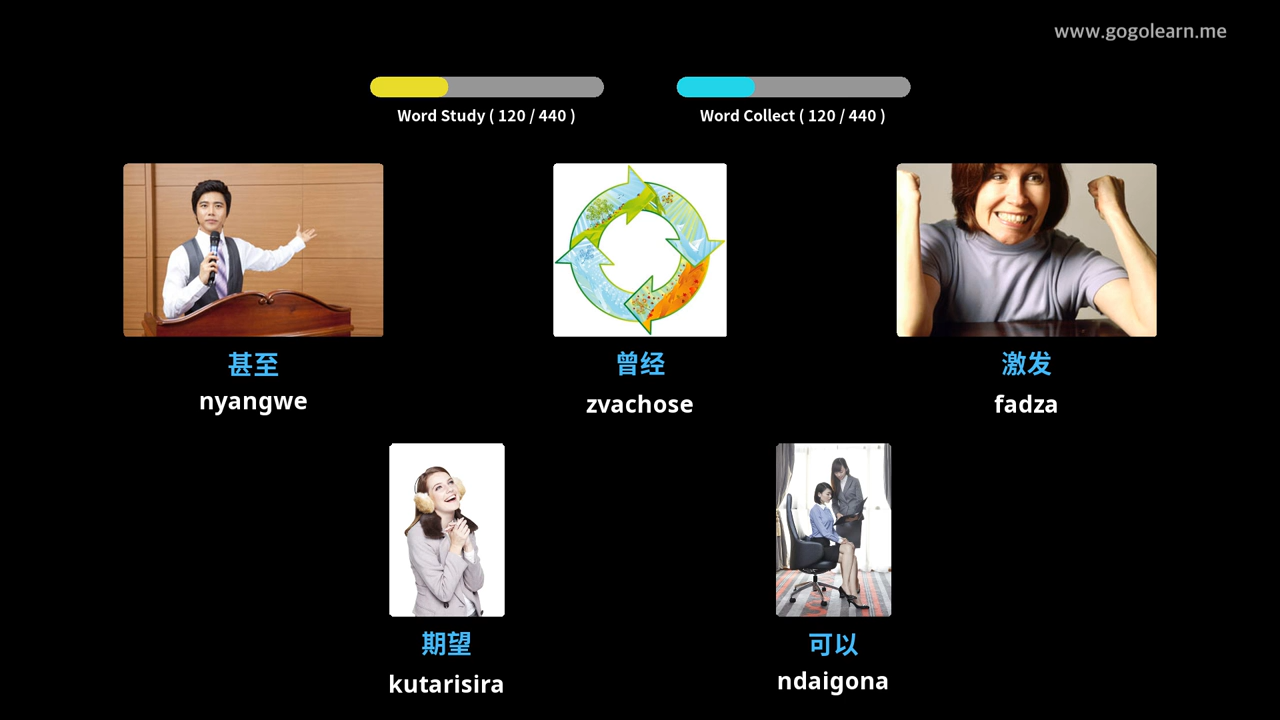 www.gogolearn.me
Word Study ( 120 / 440 )
Word Collect ( 120 / 440 )
甚至
nyangwe
曾经
zvachose
激发
fadza
期望
kutarisira
可以
ndaigona